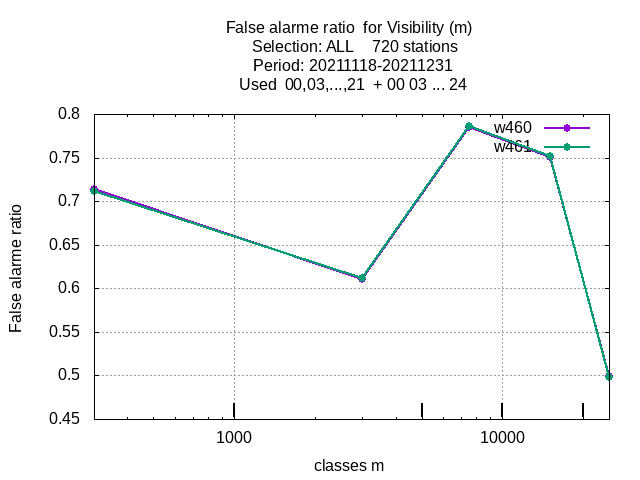 False alarme ratio  for Visibility (m)
Selection: ALL    720 stations
Period: 20211118-20211231
Used  00,03,...,21  + 00 03 ... 24
0.8
0.75
0.7
0.65
0.6
0.55
0.5
0.45
1000
10000
w460
w461
False alarme ratio
classes m